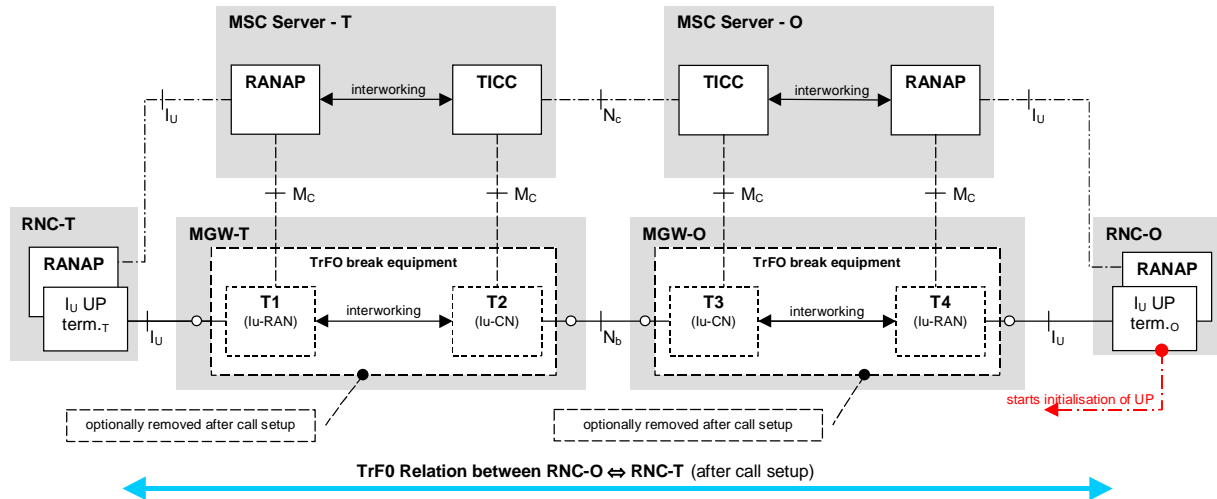 MSC Server - T
MSC Server - O
RANAP
interworking
TICC
TICC
interworking
RANAP
IU
Nc
IU
MC
MC
MC
MC
RNC-T
MGW-T
MGW-O
RNC-O
RANAP
TrFO break equipment
TrFO break equipment
RANAP
IU UP
term.T
T1
(Iu-RAN)
interworking
T2
(Iu-CN)
T3
(Iu-CN)
interworking
T4
(Iu-RAN)
IU UP
term.O
IU
Nb
IU
starts initialisation of UP
optionally removed after call setup
optionally removed after call setup
TrF0 Relation between RNC-O ⇔ RNC-T (after call setup)